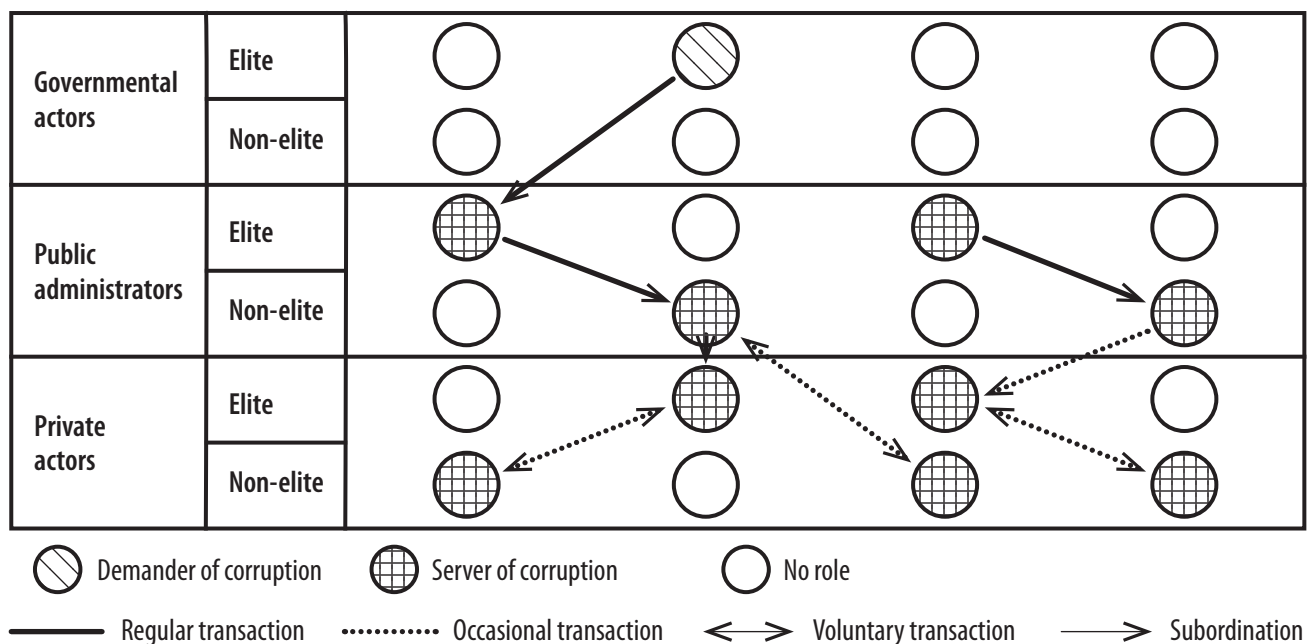 Governmental
actors
Elite
Non-elite
Public
administrators
Elite
Non-elite
Private
actors
Elite
Non-elite
Demander of corruption
Server of corruption
No role
Regular transaction
Occasional transaction
Voluntary transaction
Subordination